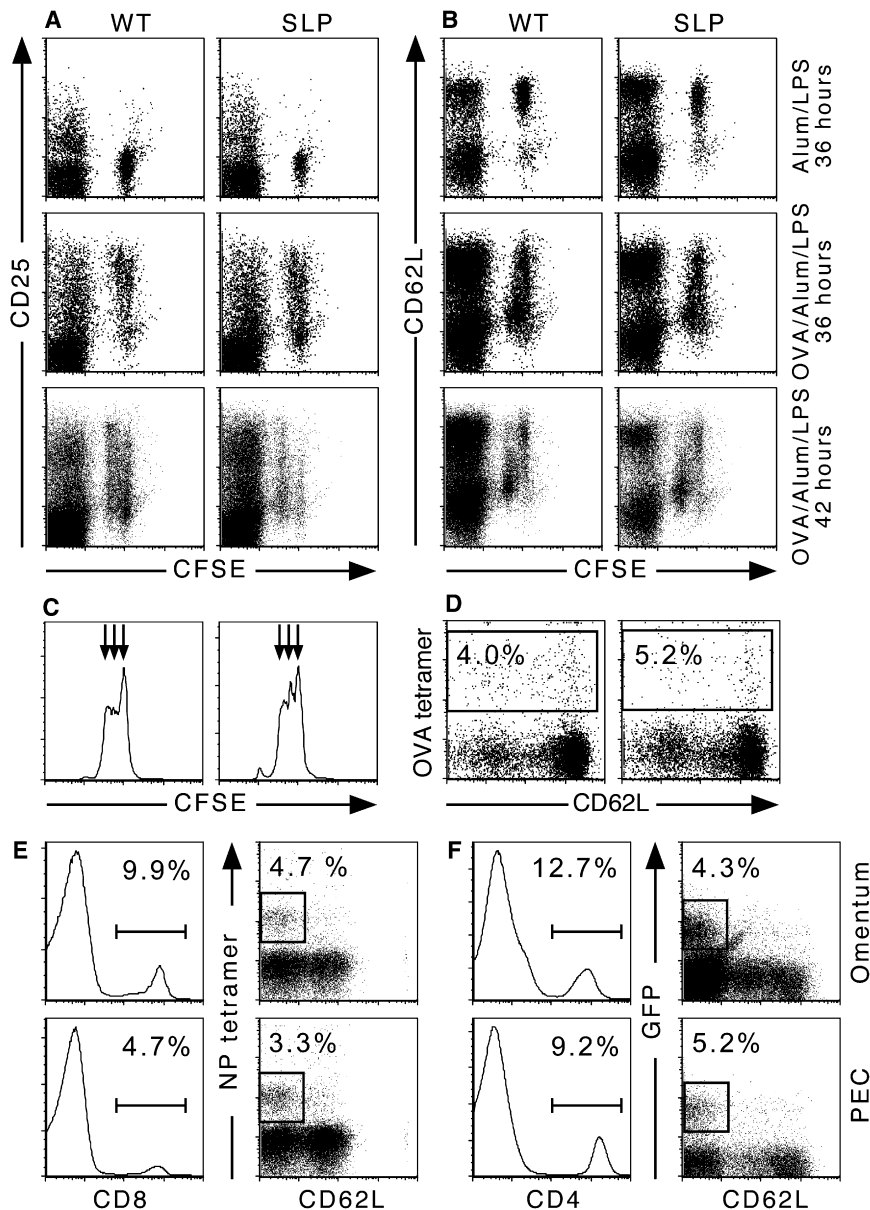 A
WT
SLP
CD25
CFSE
B
WT
SLP
CD62L
CFSE
Alum/LPS
36 hours
OVA/Alum/LPS
36 hours
OVA/Alum/LPS
42 hours
C
CFSE
D
OVA tetramer
4.0%
5.2%
CD62L
E
9.9%
4.7 %
4.7%
3.3%
NP tetramer
CD8
CD62L
F
12.7%
4.3%
9.2%
5.2%
GFP
CD4
CD62L
Omentum
PEC